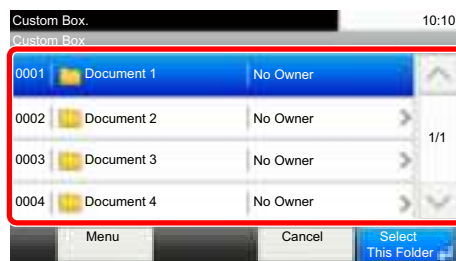 Custom Box. 10:10
Custom Box
0001 Document 1 No Owner
0002 Document 2 No Owner
1/1
0003 Document 3 No Owner
0004 Document 4 No Owner
Menu Cancel Select
This Folder